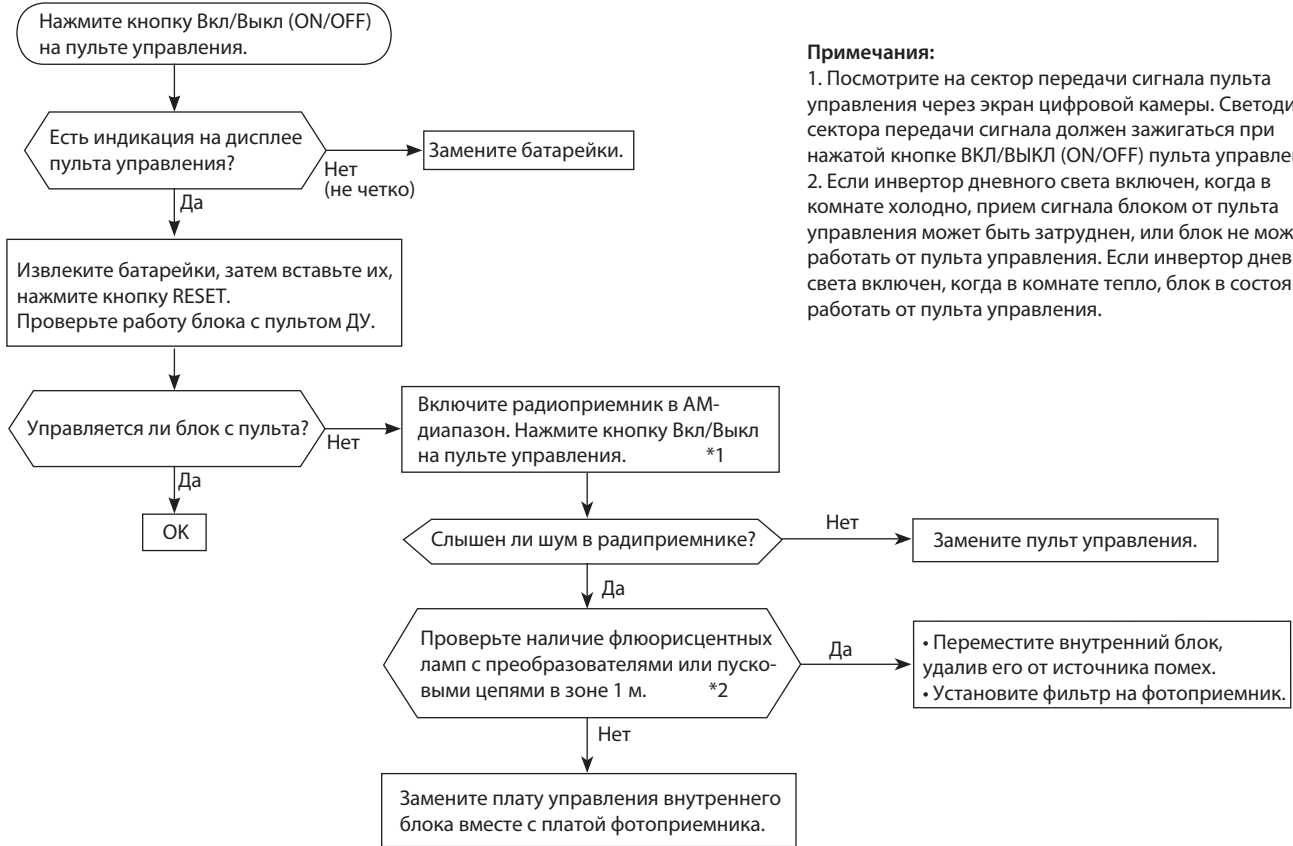 Нажмите кнопку Вкл/Выкл (ON/OFF)
на пульте управления.
Есть индикация на дисплее
пульта управления?
Нет
(не четко)
Замените батарейки.
Да
Извлеките батарейки, затем вставьте их,
нажмите кнопку RESET.
Проверьте работу блока с пультом ДУ.
Управляется ли блок с пульта?
Нет
Да
OK
Включите радиоприемник в АМ-
диапазон. Нажмите кнопку Вкл/Выкл
на пульте управления. *1
Слышен ли шум в радиприемнике?
Нет
Замените пульт управления.
Да
Проверьте наличие флюорисцентных
ламп с преобразователями или пуско-
выми цепями в зоне 1 м. *2
Да
• Переместите внутренний блок,
удалив его от источника помех.
• Установите фильтр на фотоприемник.
Нет
Замените плату управления внутреннего
блока вместе с платой фотоприемника.
Примечания:
1. Посмотрите на сектор передачи сигнала пульта
управления через экран цифровой камеры.
сектора передачи сигнала должен зажигаться при
нажатой кнопке ВКЛ/ВЫКЛ (ON/OFF) пульта
2. Если инвертор дневного света включен, когда в
комнате холодно, прием сигнала блоком от пульта
управления может быть затруднен, или блок не
работать от пульта управления. Если инвертор
света включен, когда в комнате тепло, блок в
работать от пульта управления.